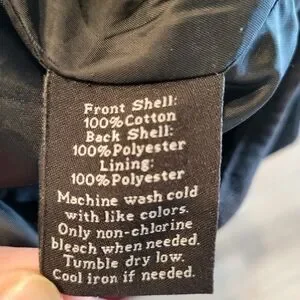 Front Shell:
100%Cotton
Back Shell:
100%Polyester
Lining:
100%Polyester
Machine wash cold
with like colors.
Only non-chlorine
bleach when needed.
Tumble dry low.
Cool iron if needed.